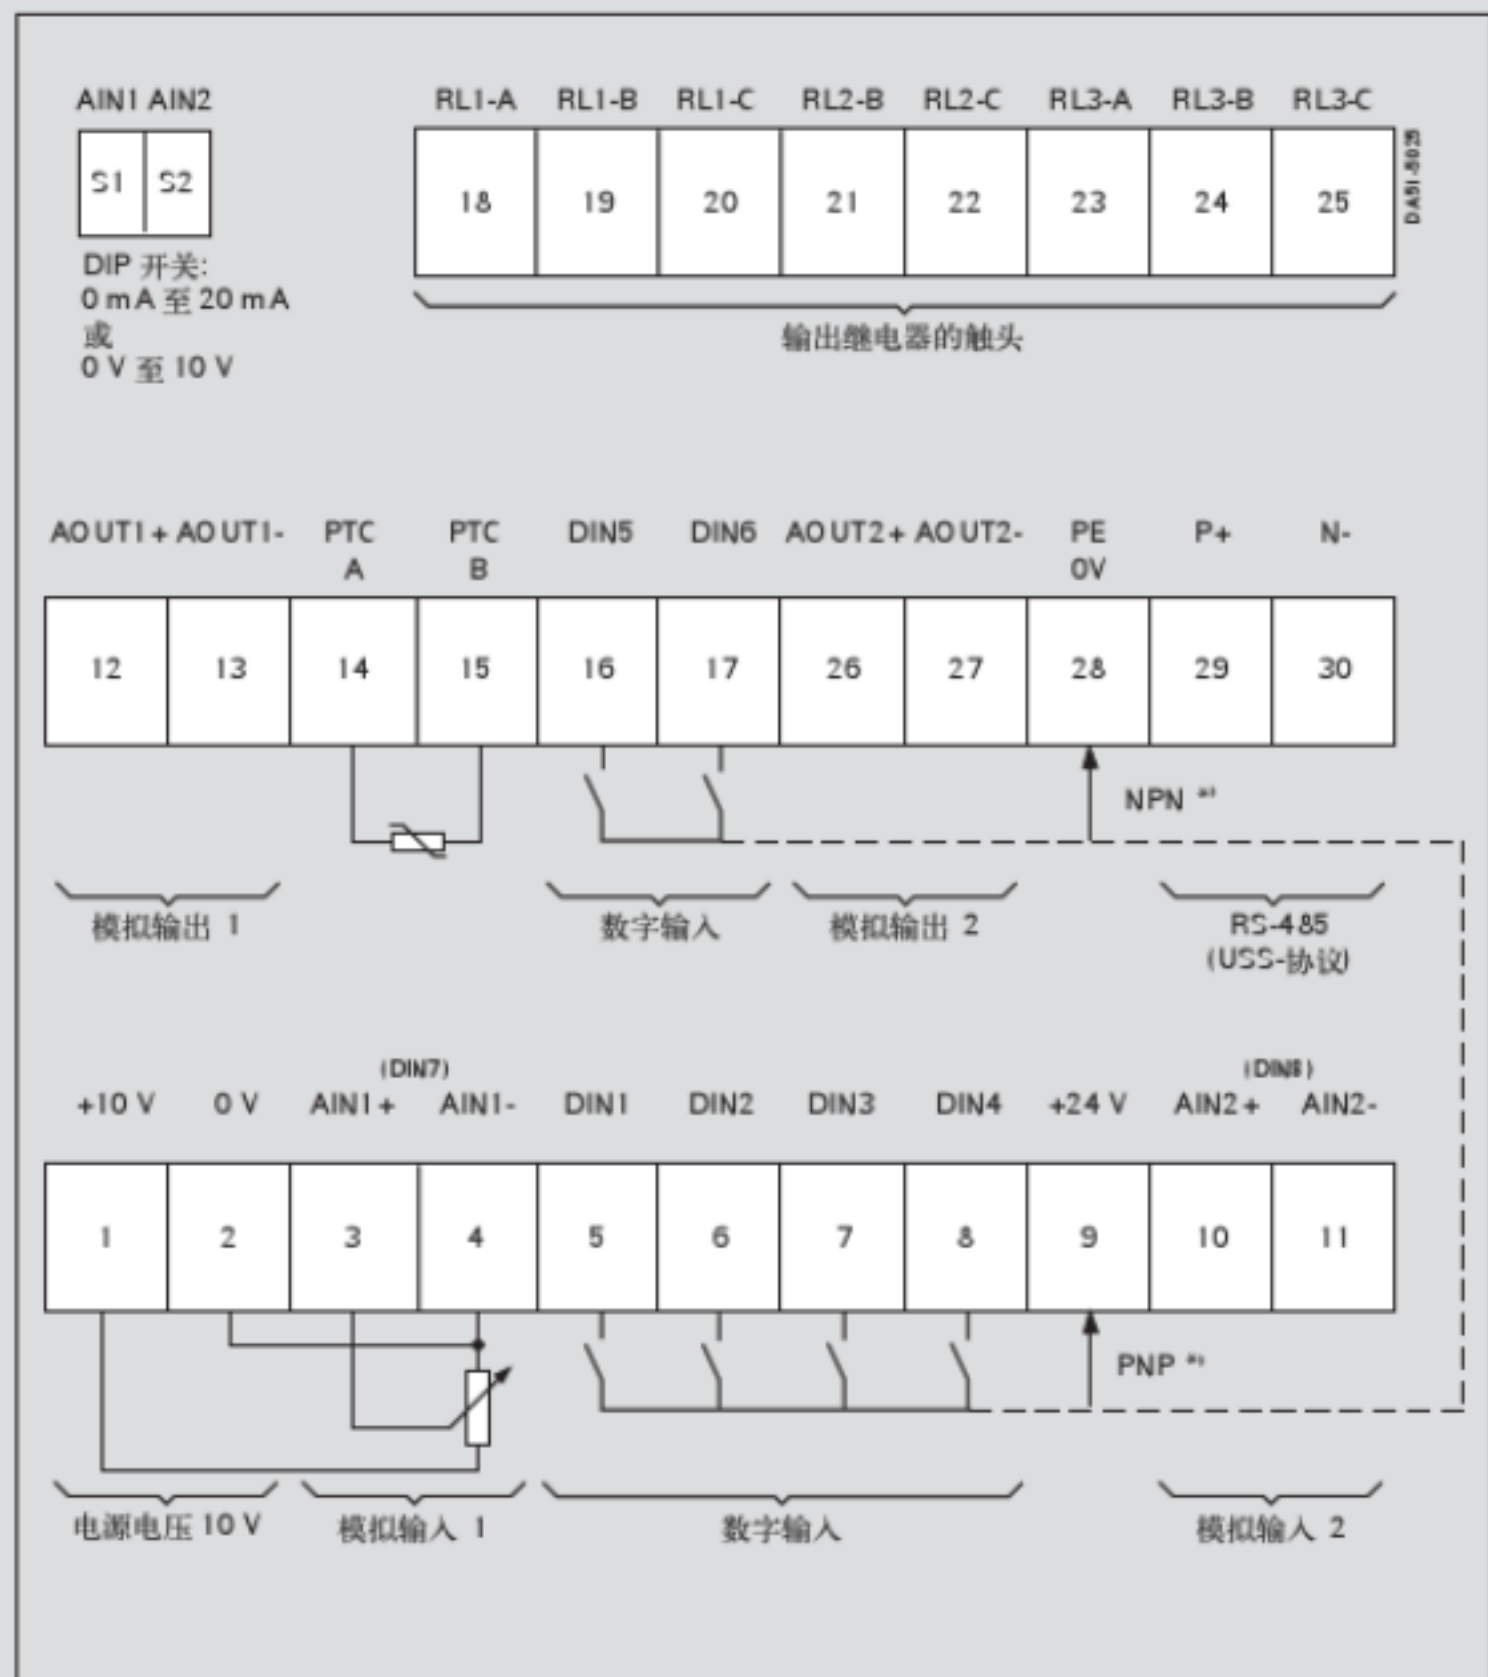 AIN1 AIN2
S1 S2
DIP 开关:
0 mA 至 20 mA
或
0 V 至 10 V
RL1-A RL1-B RL1-C RL2-B RL2-C RL3-A RL3-B RL3-C
18 19 20 21 22 23 24 25
DA51-5025
输出继电器的触头
AOUT1+ AOUT1- PTC A PTC B DIN5 DIN6 AOUT2+ AOUT2- PE 0V P+ N-
12 13 14 15 16 17 26 27 28 29 30
NPN
模拟输出 1 数字输入 模拟输出 2 RS-485
(USS-协议)
(DIN7) (DIN8)
+10 V 0 V AIN1+ AIN1- DIN1 DIN2 DIN3 DIN4 +24 V AIN2+ AIN2-
1 2 3 4 5 6 7 8 9 10 11
PNP
电源电压 10 V 模拟输入 1 数字输入 模拟输入 2